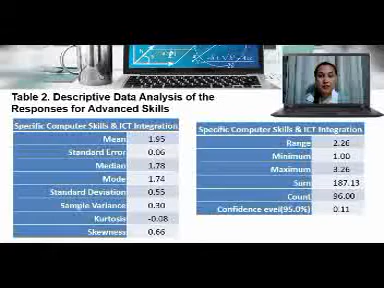 Table 2. Descriptive Data Analysis of the
Responses for Advanced Skills
Specific Computer Skills & ICT Integration
Mean 1.95
Standard Error 0.06
Median 1.78
Mode 1.74
Standard Deviation 0.55
Sample Variance 0.30
Kurtosis -0.08
Skewness 0.66
Specific Computer Skills & ICT Integration
Range 2.26
Minimum 1.00
Maximum 3.26
Sum 187.13
Count 96.00
Confidence evel(95.0%) 0.11